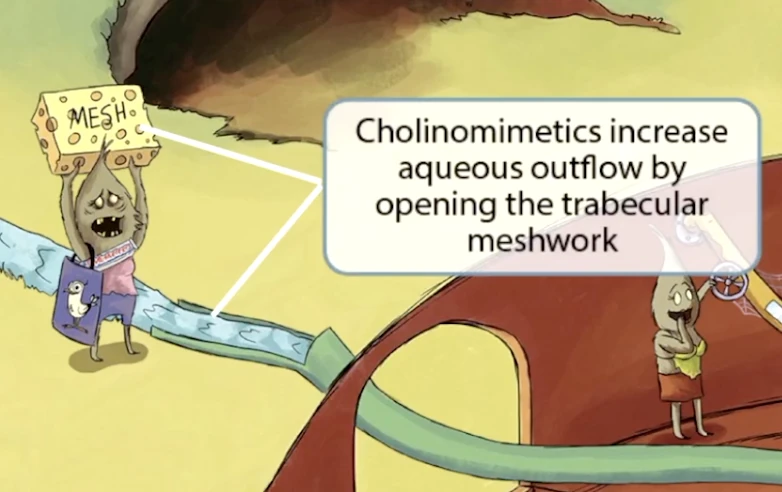 MESH
Cholinomimetics increase
aqueous outflow by
opening the trabecular
meshwork